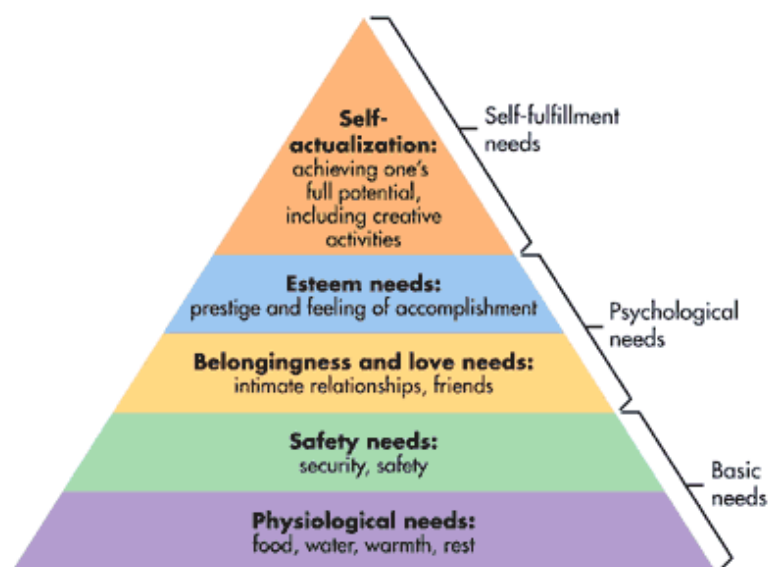 Self-
actualization:
achieving one's
full potential,
including creative
activities
Self-fulfillment
needs
Esteem needs:
prestige and feeling of accomplishment
Belongingness and love needs:
intimate relationships, friends
Psychological
needs
Safety needs:
security, safety
Physiological needs:
food, water, warmth, rest
Basic
needs